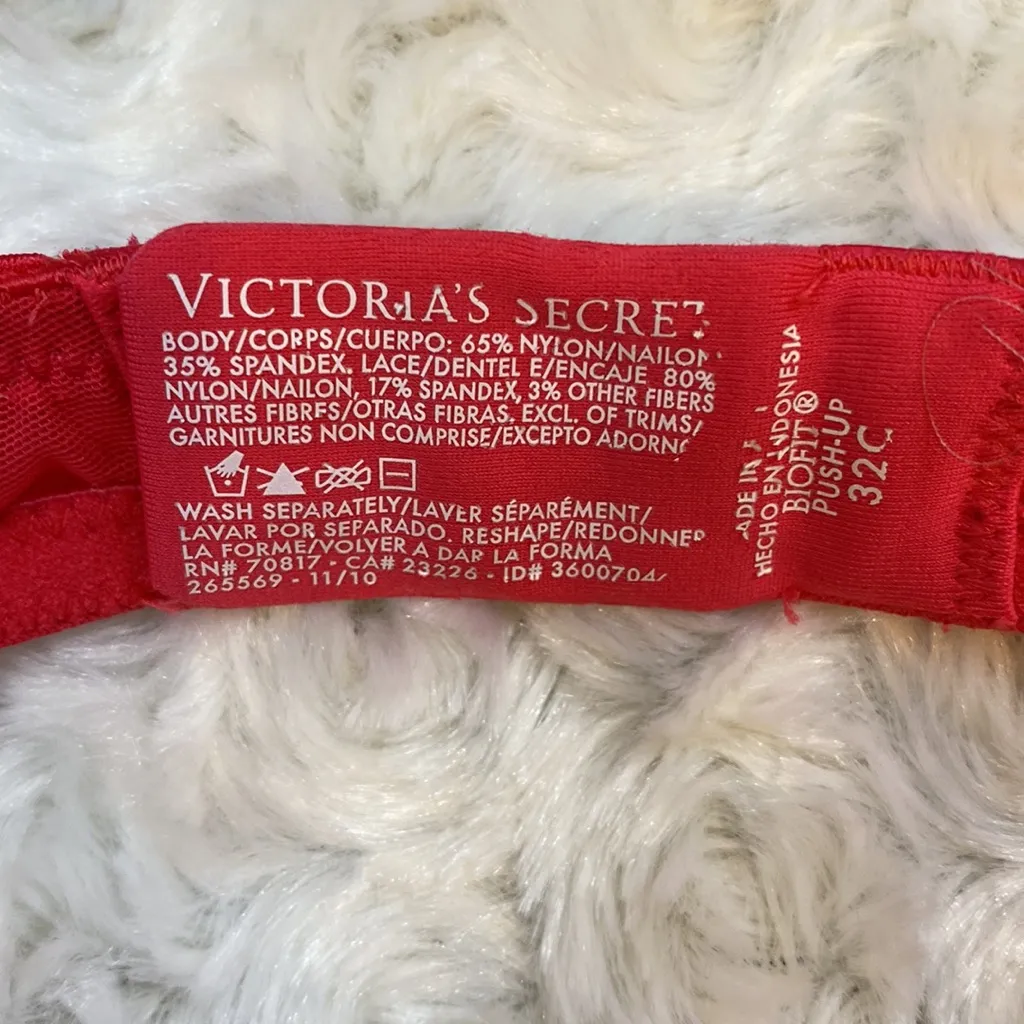 VICTORIA'S SECRET
BODY/CORPS/CUERPO: 65% NYLON/NAILON
35% SPANDEX. LACE/DENTEL E/ENCAJE 80%
NYLON/NAILON, 17% SPANDEX, 3% OTHER FIBERS
AUTRES FIBRES/OTRAS FIBRAS. EXCL. OF TRIMS/
GARNITURES NON COMPRISE/EXCEPTO ADORNO
WASH SEPARATELY/LAVER SÉPARÉMENT/
LAVAR POR SEPARADO. RESHAPE/REDONNER
LA FORME/VOLVER A DAR LA FORMA
RN# 70817 - CA# 23226 - ID# 
265569 - 11/10
ADE IN
HECHO EN INDONESIA
BIOFIT®
PUSH-UP
32C